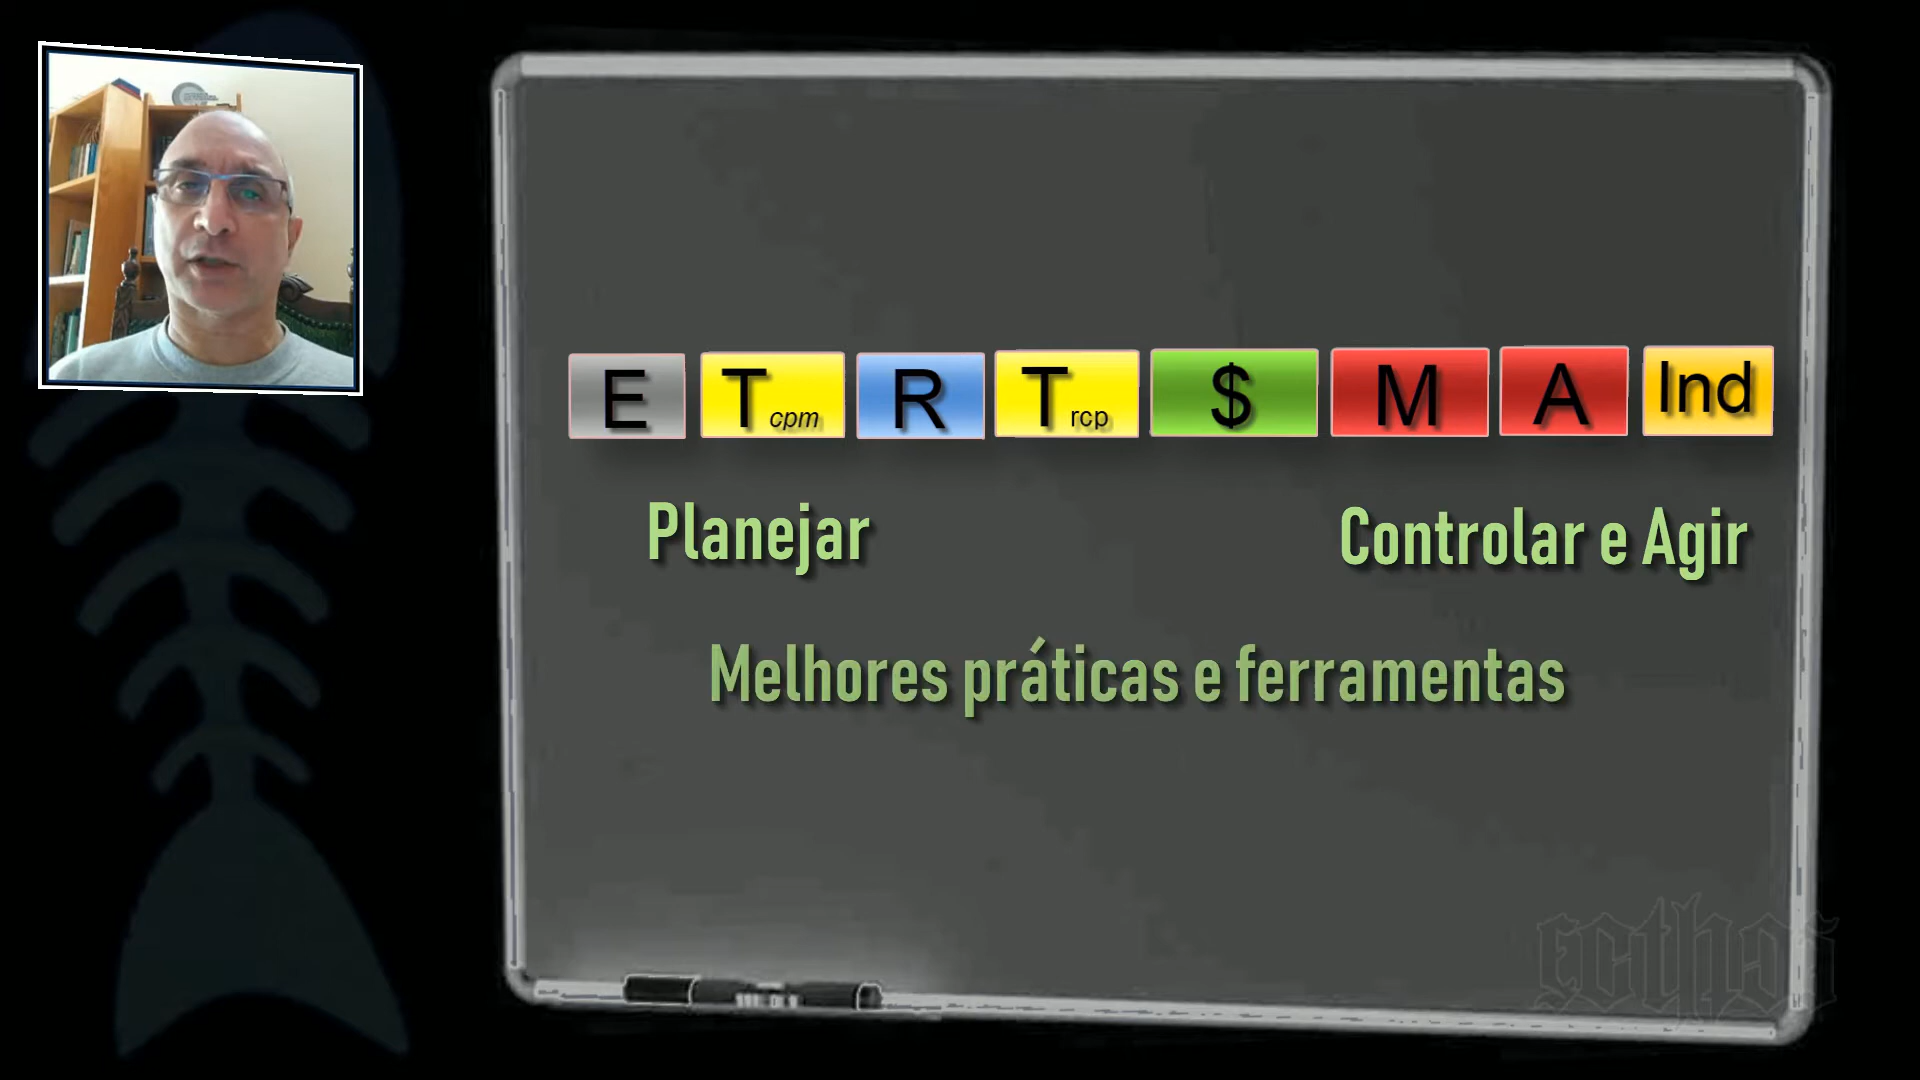 E T cpm R T rcp $ M A Ind
Planejar Controlar e Agir
Melhores práticas e ferramentas